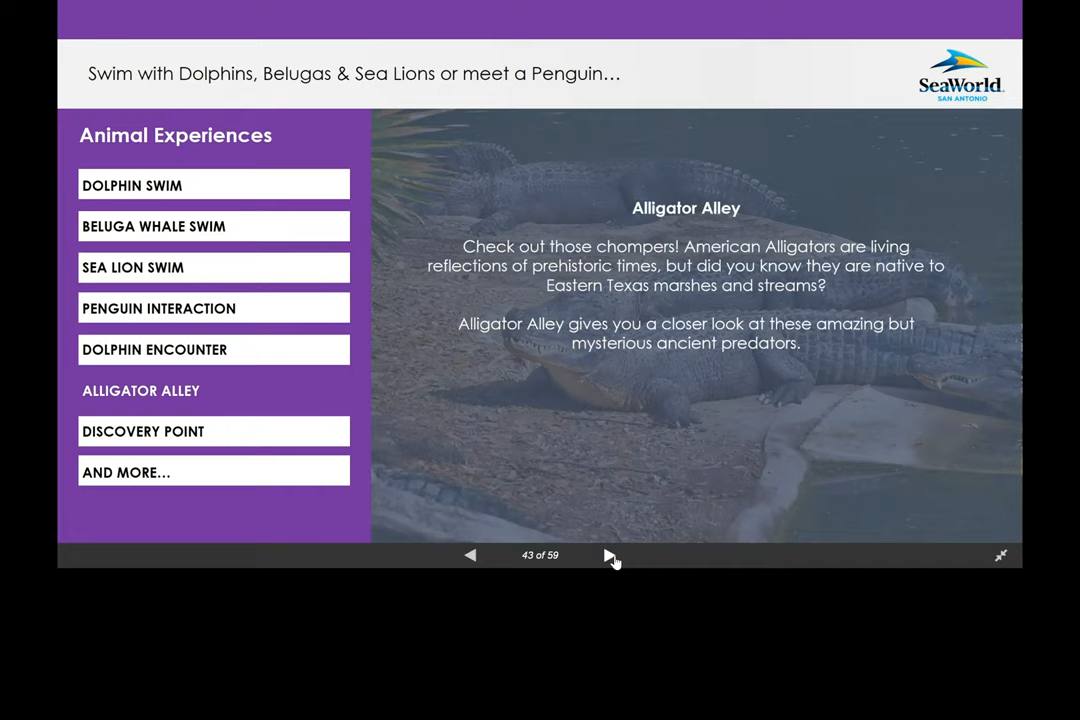 Swim with Dolphins, Belugas & Sea Lions or meet a Penguin...
SeaWorld
SAN ANTONIO
Animal Experiences
DOLPHIN SWIM
BELUGA WHALE SWIM
SEA LION SWIM
PENGUIN INTERACTION
DOLPHIN ENCOUNTER
ALLIGATOR ALLEY
DISCOVERY POINT
AND MORE...
Alligator Alley
Check out those chompers! American Alligators are living
reflections of prehistoric times, but did you know they are native to
Eastern Texas marshes and streams?
Alligator Alley gives you a closer look at these amazing but
mysterious ancient predators.
43 of 59